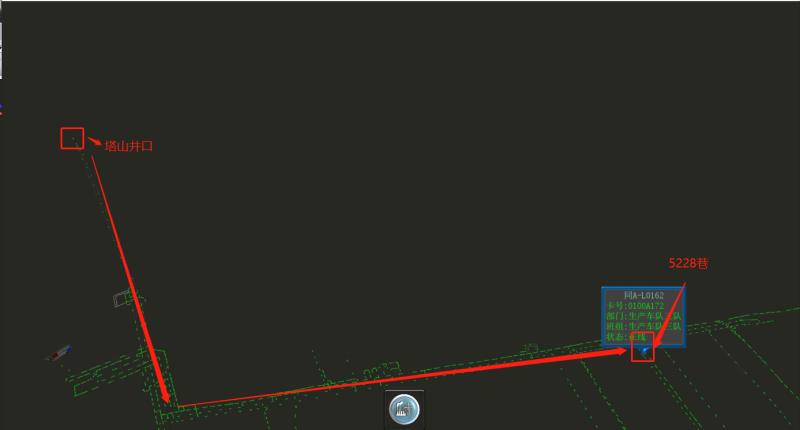 塔山井口
5228巷
同A-L0162
卡号:0100A172
部门:生产车队三队
班组:生产车队三队
状态:在线